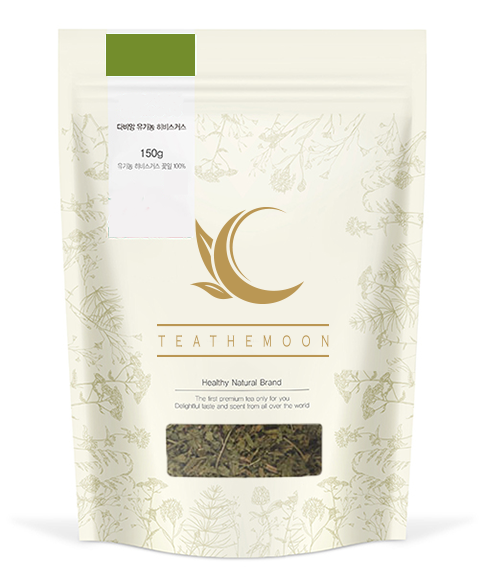 다비앙 유기농 히비스커스
150g
유기농 히비스커스 꽃잎 100%
TEATHEMOON
Healthy Natural Brand
The first premium tea only for you
Delightful taste and scent from all over the world